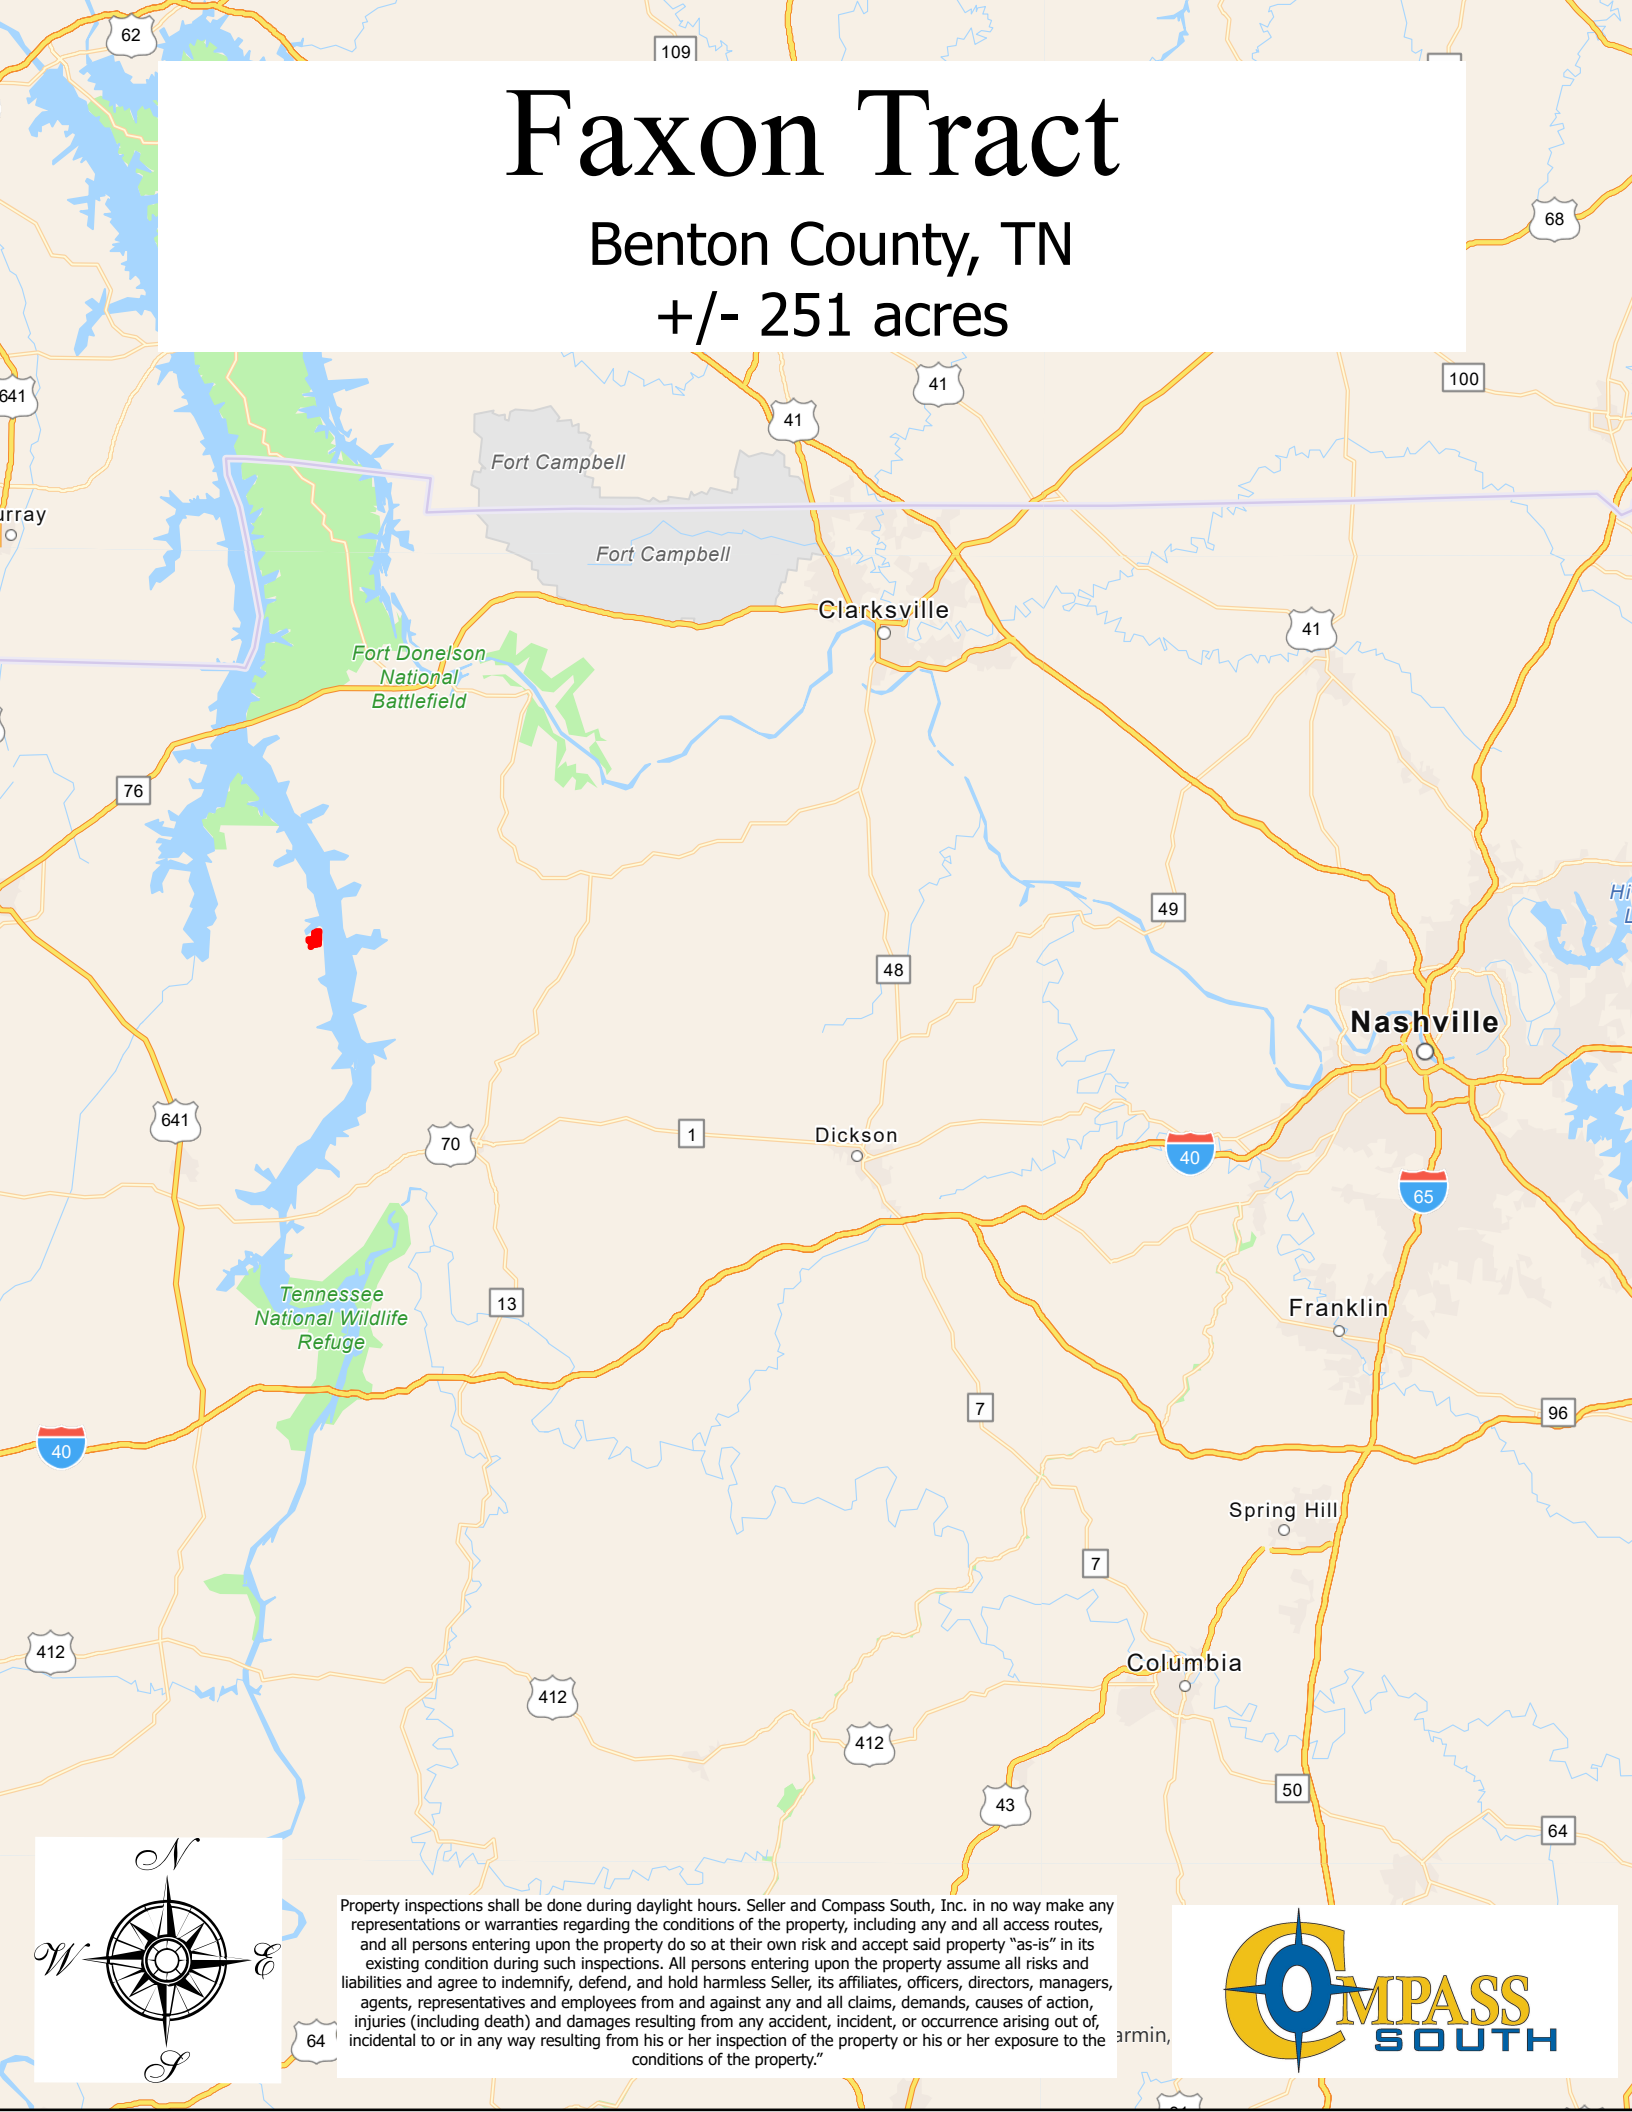 62
109
Faxon Tract
Benton County, TN
+/- 251 acres
68
641
41
41
100
Fort Campbell
urray
Fort Campbell
Clarksville
41
Fort Donelson
National
Battlefield
76
Hi
L
49
48
Nashville
641
70
1
Dickson
40
65
Tennessee
National Wildlife
Refuge
13
Franklin
7
96
40
Spring Hill
7
412
Columbia
412
412
50
43
64
N
W
E
S
Property inspections shall be done during daylight hours. Seller and Compass South, Inc. in no way make any
representations or warranties regarding the conditions of the property, including any and all access routes,
and all persons entering upon the property do so at their own risk and accept said property “as-is” in its
existing condition during such inspections. All persons entering upon the property assume all risks and
liabilities and agree to indemnify, defend, and hold harmless Seller, its affiliates, officers, directors, managers,
agents, representatives and employees from and against any and all claims, demands, causes of action,
injuries (including death) and damages resulting from any accident, incident, or occurrence arising out of,
incidental to or in any way resulting from his or her inspection of the property or his or her exposure to the
conditions of the property.”
64
armin,
COMPASS
SOUTH